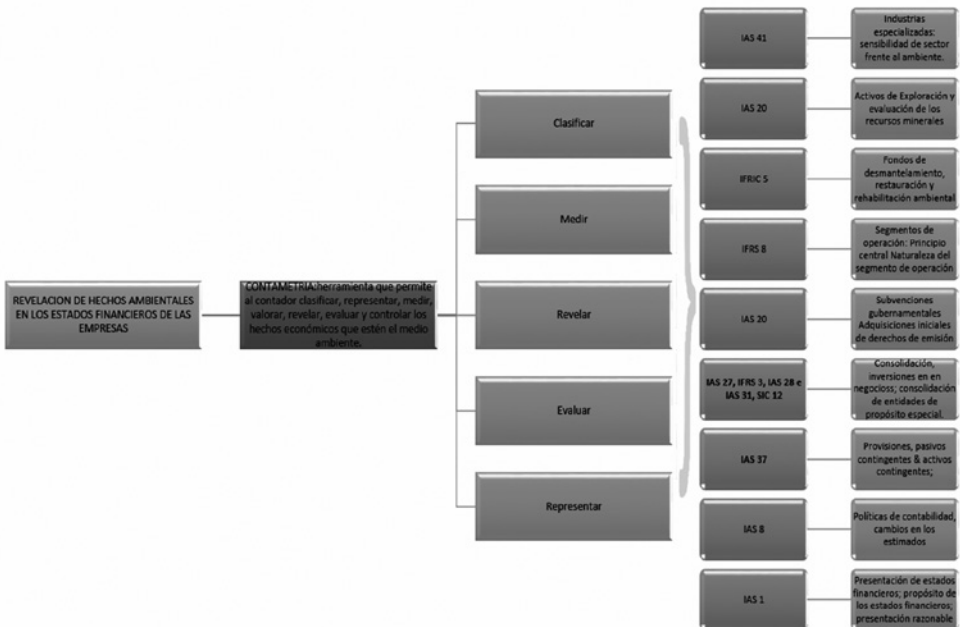 REVELACION DE HECHOS AMBIENTALES
EN LOS ESTADOS FINANCIEROS DE LAS
EMPRESAS
CONTAMETRIA:herramienta que permite
al contador clasificar, representar, medir,
valorar, revelar, evaluar y controlar los
hechos económicos que estén el medio
ambiente.
Clasificar
Medir
Revelar
Evaluar
Representar
IAS 41
Industrias
especializadas:
sensibilidad de sector
frente al ambiente.
IAS 20
Activos de Exploración y
evaluación de los
recursos minerales
IFRIC 5
Fondos de
desmantelamiento,
restauración y
rehabilitación ambiental
IFRS 8
Segmentos de
operación: Principio
central Naturaleza del
segmento de operación
IAS 20
Subvenciones
gubernamentales
Adquisiciones iniciales
de derechos de emisión
IAS 27, IFRS 3, IAS 28 e
IAS 31, SIC 12
Consolidación,
inversiones en en
negocioss; consolidación
de entidades de
propósito especial.
IAS 37
Provisiones, pasivos
contingentes & activos
contingentes;
IAS 8
Políticas de contabilidad,
cambios en los
estimados
IAS 1
Presentación de estados
financieros; propósito de
los estados financieros;
presentación razonable